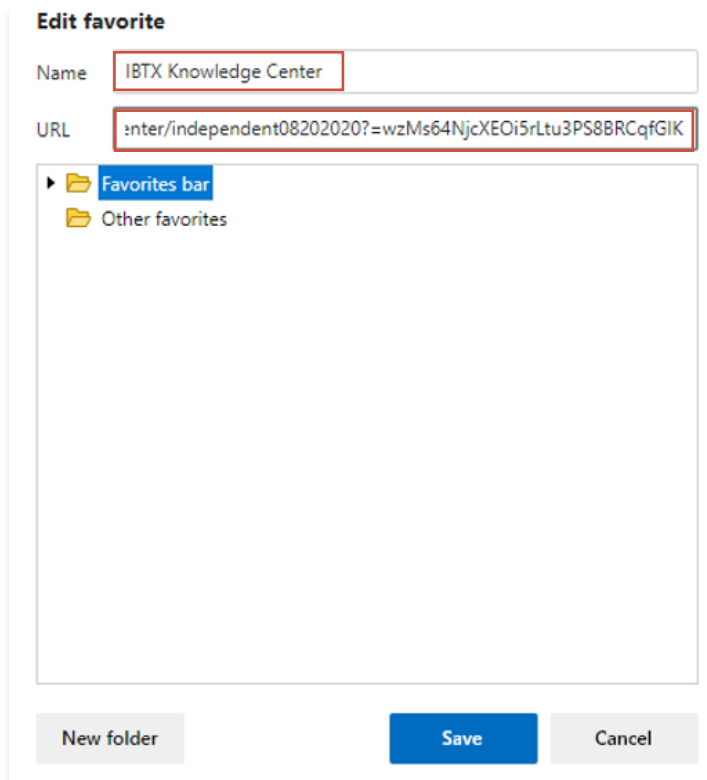 Edit favorite
Name IBTX Knowledge Center
URL enter/independent08202020?=wzMs64NjcXEOi5rLtu3PS8BRCqfGIK
Favorites bar
Other favorites
New folder Save Cancel